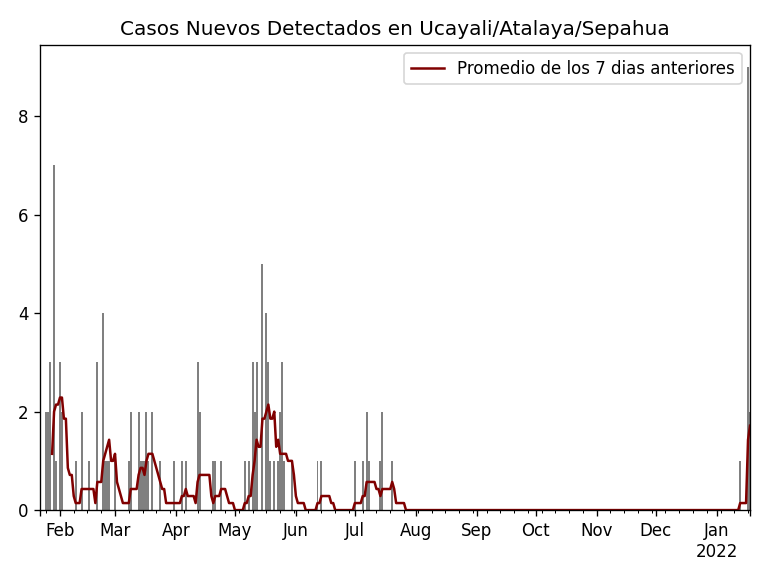 Casos Nuevos Detectados en Ucayali/Atalaya/Sepahua
Promedio de los 7 dias anteriores
8
6
4
2
0
Feb Mar Apr May Jun Jul Aug Sep Oct Nov Dec Jan
2022